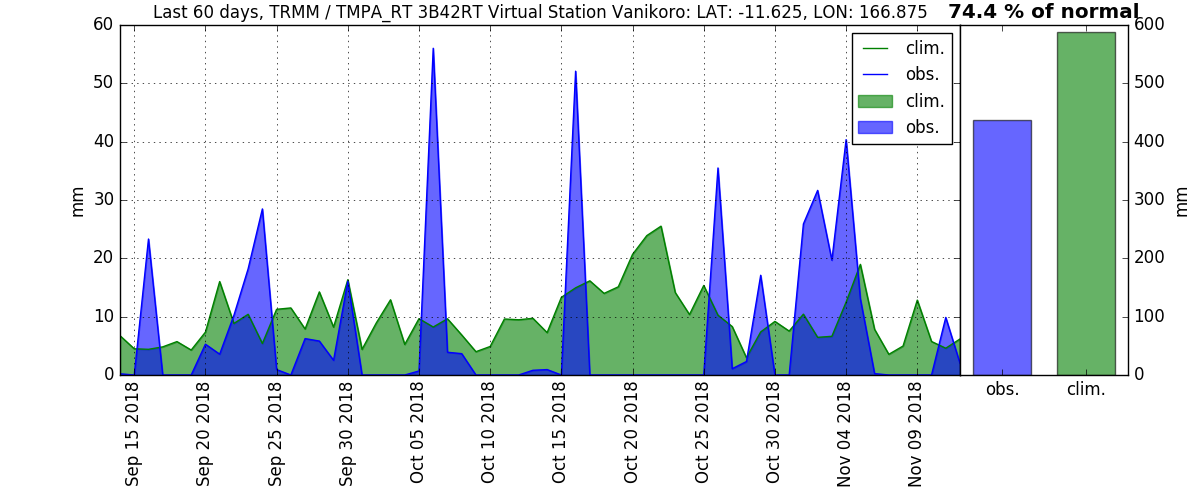 Last 60 days, TRMM / TMPA_RT 3B42RT Virtual Station Vanikoro: LAT: -11.625, LON: 166.875
74.4 % of normal
60
50
40
30
20
10
0
mm
clim.
obs.
clim.
obs.
Sep 15 2018
Sep 20 2018
Sep 25 2018
Sep 30 2018
Oct 05 2018
Oct 10 2018
Oct 15 2018
Oct 20 2018
Oct 25 2018
Oct 30 2018
Nov 04 2018
Nov 09 2018
600
500
400
300
200
100
0
mm
obs.
clim.